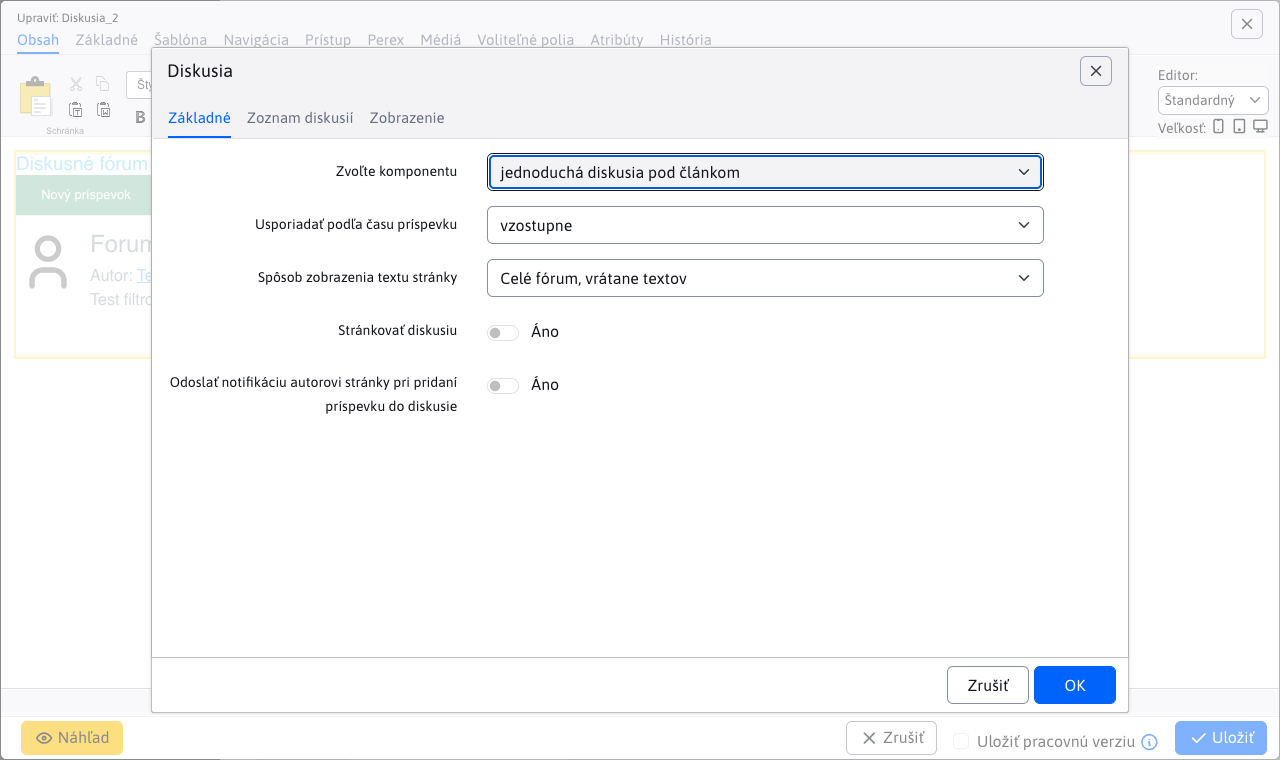 Upraviť: Diskusia_2
Obsah Základné Šablóna Navigácia Prístup Perex Médiá Voliteľné polia Atribúty História
Diskusia
Základné Zoznam diskusií Zobrazenie
Schránka
Ští
B
Editor:
Štandardný
Veľkosť:
Diskusné fórum
Nový príspevok
Forum
Autor: Te
Test filtro
Zvoľte komponentu
jednoduchá diskusia pod článkom
Usporiadať podľa času príspevku
vzostupne
Spôsob zobrazenia textu stránky
Celé fórum, vrátane textov
Stránkovať diskusiu
Áno
Odoslať notifikáciu autorovi stránky pri pridaní
príspevku do diskusie
Áno
Zrušiť OK
Náhľad
Zrušiť Uložiť pracovnú verziu Uložiť